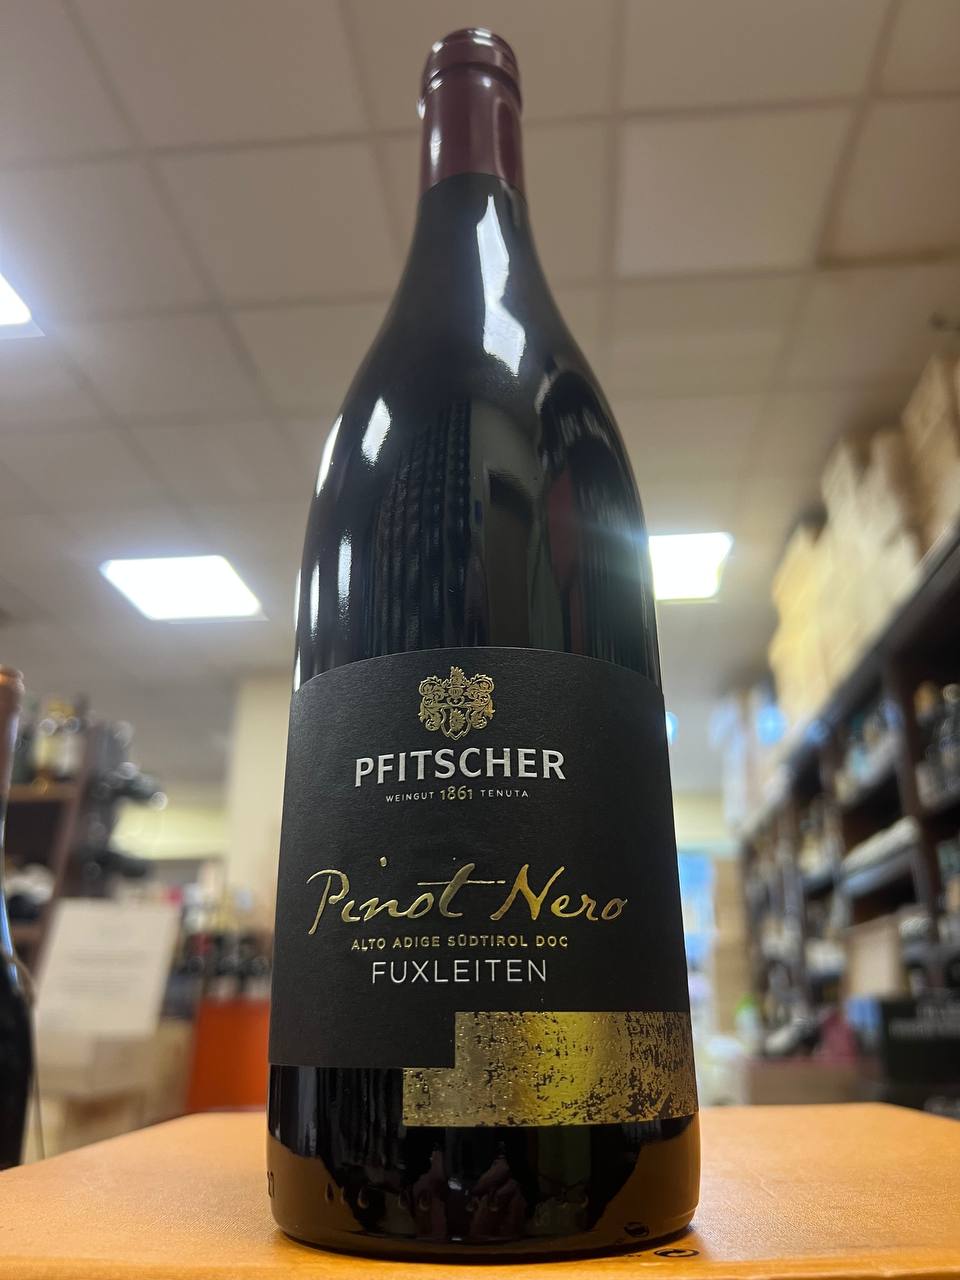 PFITSCHER
WEINGUT 1861 TENUTA
Pinot Nero
ALTO ADIGE SÜDTIROL DOC
FUXLEITEN